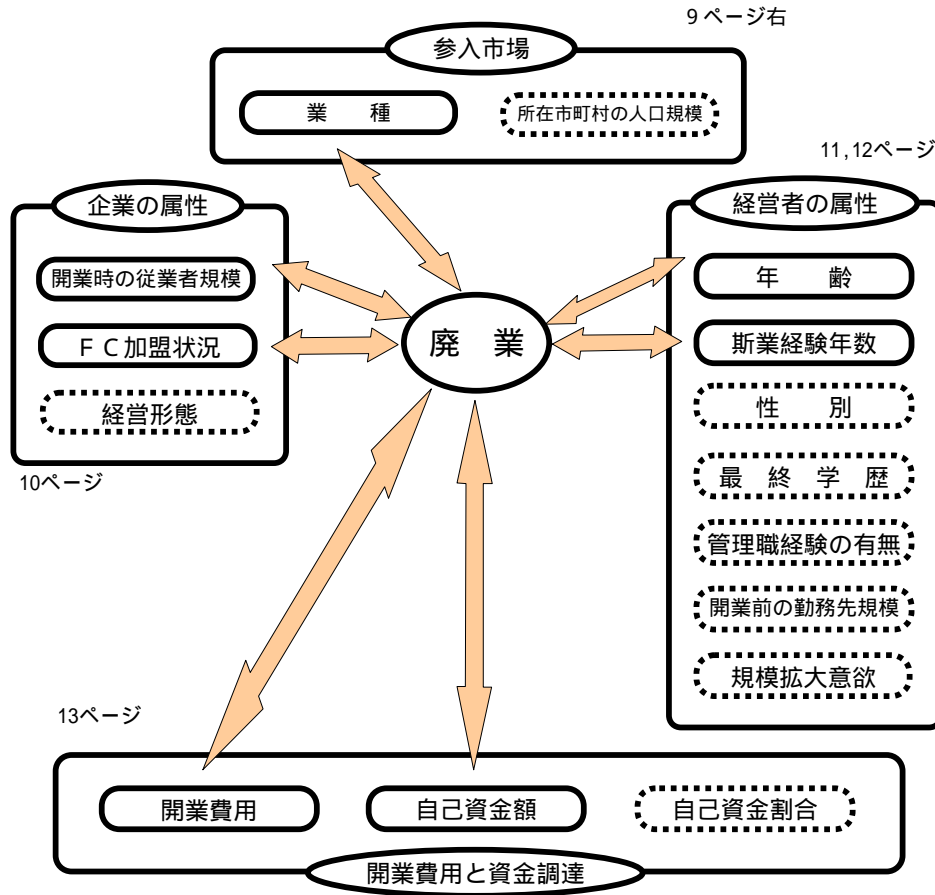 9ページ右
参入市場
業　種
所在市町村の人口規模
11,12ページ
企業の属性
開業時の従業者規模
ＦＣ加盟状況
経営形態
10ページ
廃　業
経営者の属性
年　齢
斯業経験年数
性　別
最　終　学　歴
管理職経験の有無
開業前の勤務先規模
規模拡大意欲
13ページ
開業費用
自己資金額
自己資金割合
開業費用と資金調達